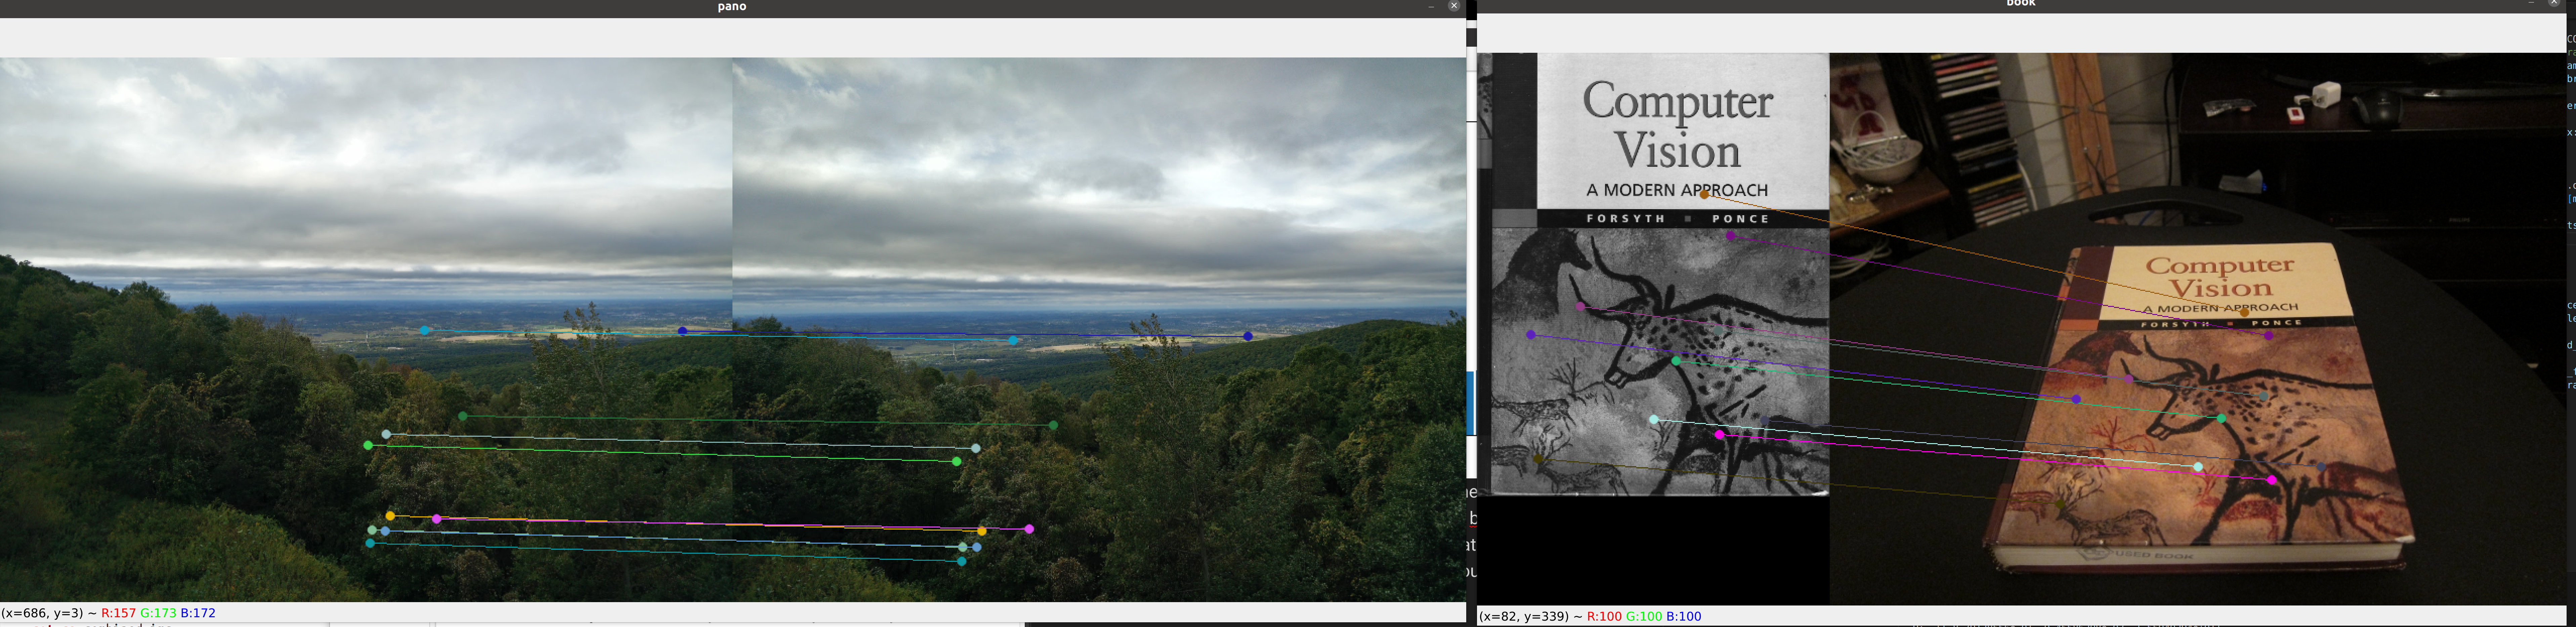 pano
book
Computer
Vision
A MODERN APPROACH
FORSYTH PONCE
Computer
Vision
A MODERN APPROACH
FORSYTH PONCE
USED BOOK
(x=686, y=3) ~ R:157 G:173 B:172
(x=82, y=339) ~ R:100 G:100 B:100